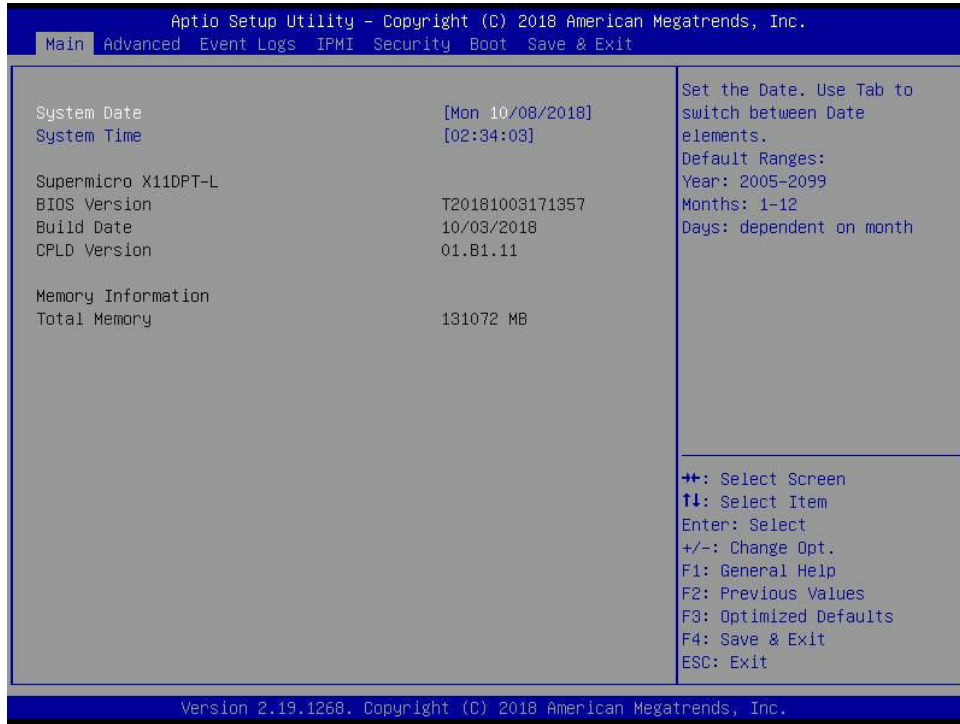 Aptio Setup Utility – Copyright (C) 2018 American Megatrends, Inc.
Main Advanced Event Logs IPMI Security Boot Save & Exit
System Date [Mon 10/08/2018]
System Time [02:34:03]
Supermicro X11DPT-L
BIOS Version T20181003171357
Build Date 10/03/2018
CPLD Version 01.B1.11
Memory Information
Total Memory 131072 MB
Set the Date. Use Tab to
switch between Date
elements.
Default Ranges:
Year: 2005-2099
Months: 1-12
Days: dependent on month
→←: Select Screen
↑↓: Select Item
Enter: Select
+/-: Change Opt.
F1: General Help
F2: Previous Values
F3: Optimized Defaults
F4: Save & Exit
ESC: Exit
Version 2.19.1268. Copyright (C) 2018 American Megatrends, Inc.